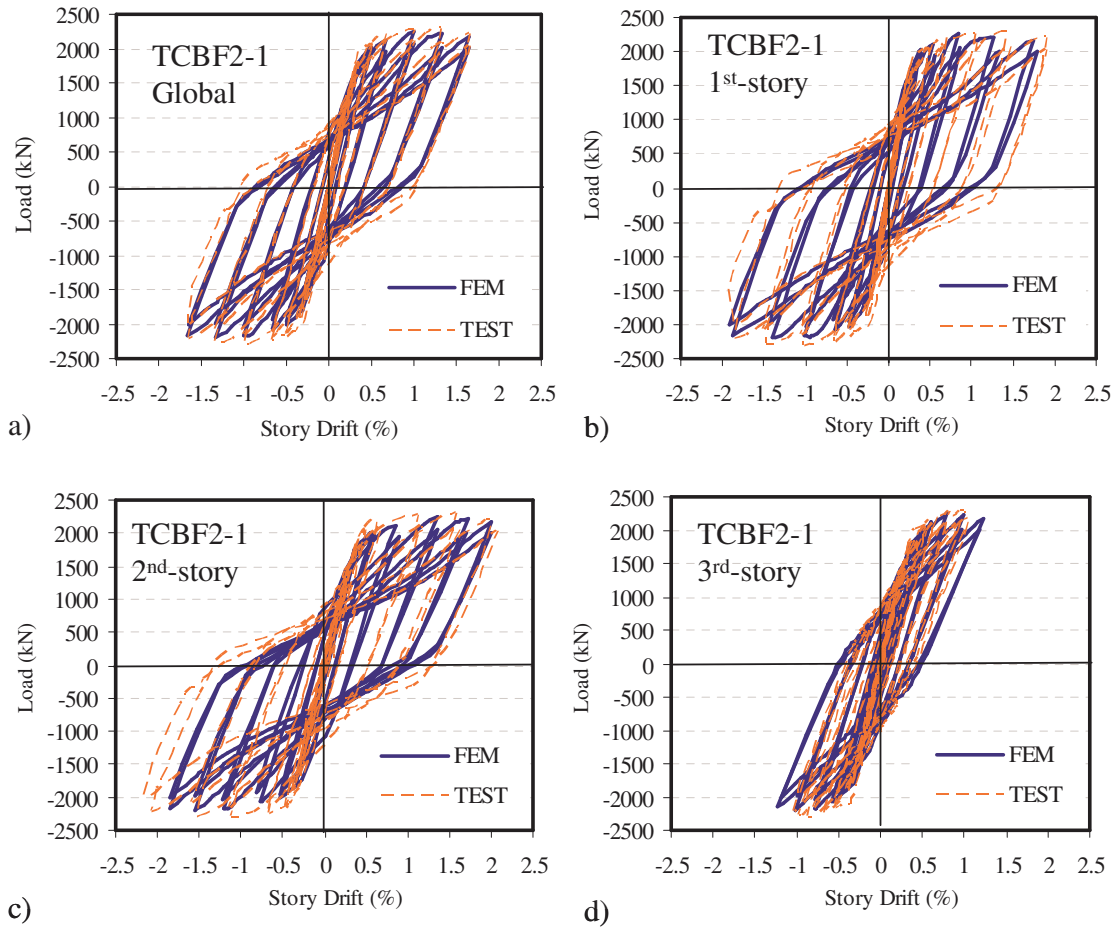 2500
2000
1500
1000
500
0
-500
-1000
-1500
-2000
-2500
Load (kN)
TCBF2-1
Global
FEM
TEST
-2.5 -2 -1.5 -1 -0.5 0 0.5 1 1.5 2 2.5
Story Drift (%)
a)
2500
2000
1500
1000
500
0
-500
-1000
-1500
-2000
-2500
Load (kN)
TCBF2-1
1st-story
FEM
TEST
-2.5 -2 -1.5 -1 -0.5 0 0.5 1 1.5 2 2.5
Story Drift (%)
b)
2500
2000
1500
1000
500
0
-500
-1000
-1500
-2000
-2500
Load (kN)
TCBF2-1
2nd-story
FEM
TEST
-2.5 -2 -1.5 -1 -0.5 0 0.5 1 1.5 2 2.5
Story Drift (%)
c)
2500
2000
1500
1000
500
0
-500
-1000
-1500
-2000
-2500
Load (kN)
TCBF2-1
3rd-story
FEM
TEST
-2.5 -2 -1.5 -1 -0.5 0 0.5 1 1.5 2 2.5
Story Drift (%)
d)